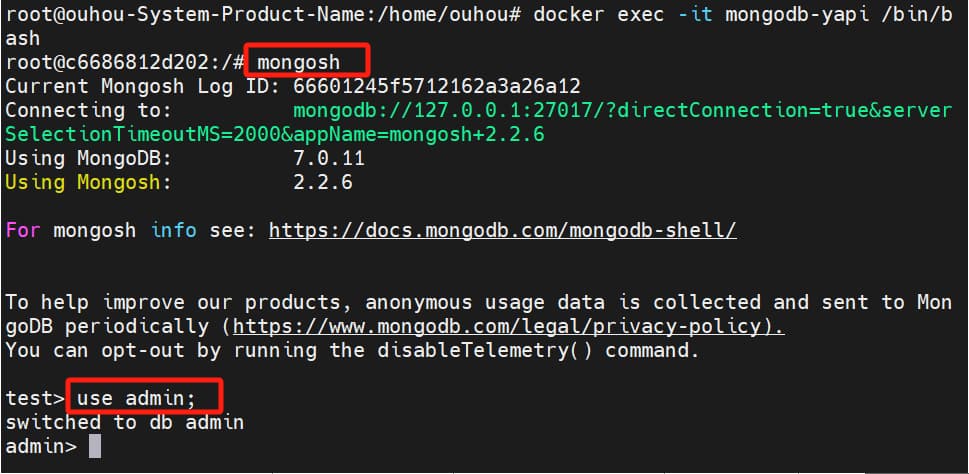 root@ouhou-System-Product-Name:/home/ouhou# docker exec -it mongodb-yapi /bin/b
ash
root@c6686812d202:/# mongosh
Current Mongosh Log ID: 66601245f5712162a3a26a12
Connecting to:          mongodb://127.0.0.1:27017/?directConnection=true&server
SelectionTimeoutMS=2000&appName=mongosh+2.2.6
Using MongoDB:          7.0.11
Using Mongosh:          2.2.6
For mongosh info see: https://docs.mongodb.com/mongodb-shell/
To help improve our products, anonymous usage data is collected and sent to Mon
goDB periodically (https://www.mongodb.com/legal/privacy-policy).
You can opt-out by running the disableTelemetry() command.
test> use admin;
switched to db admin
admin>